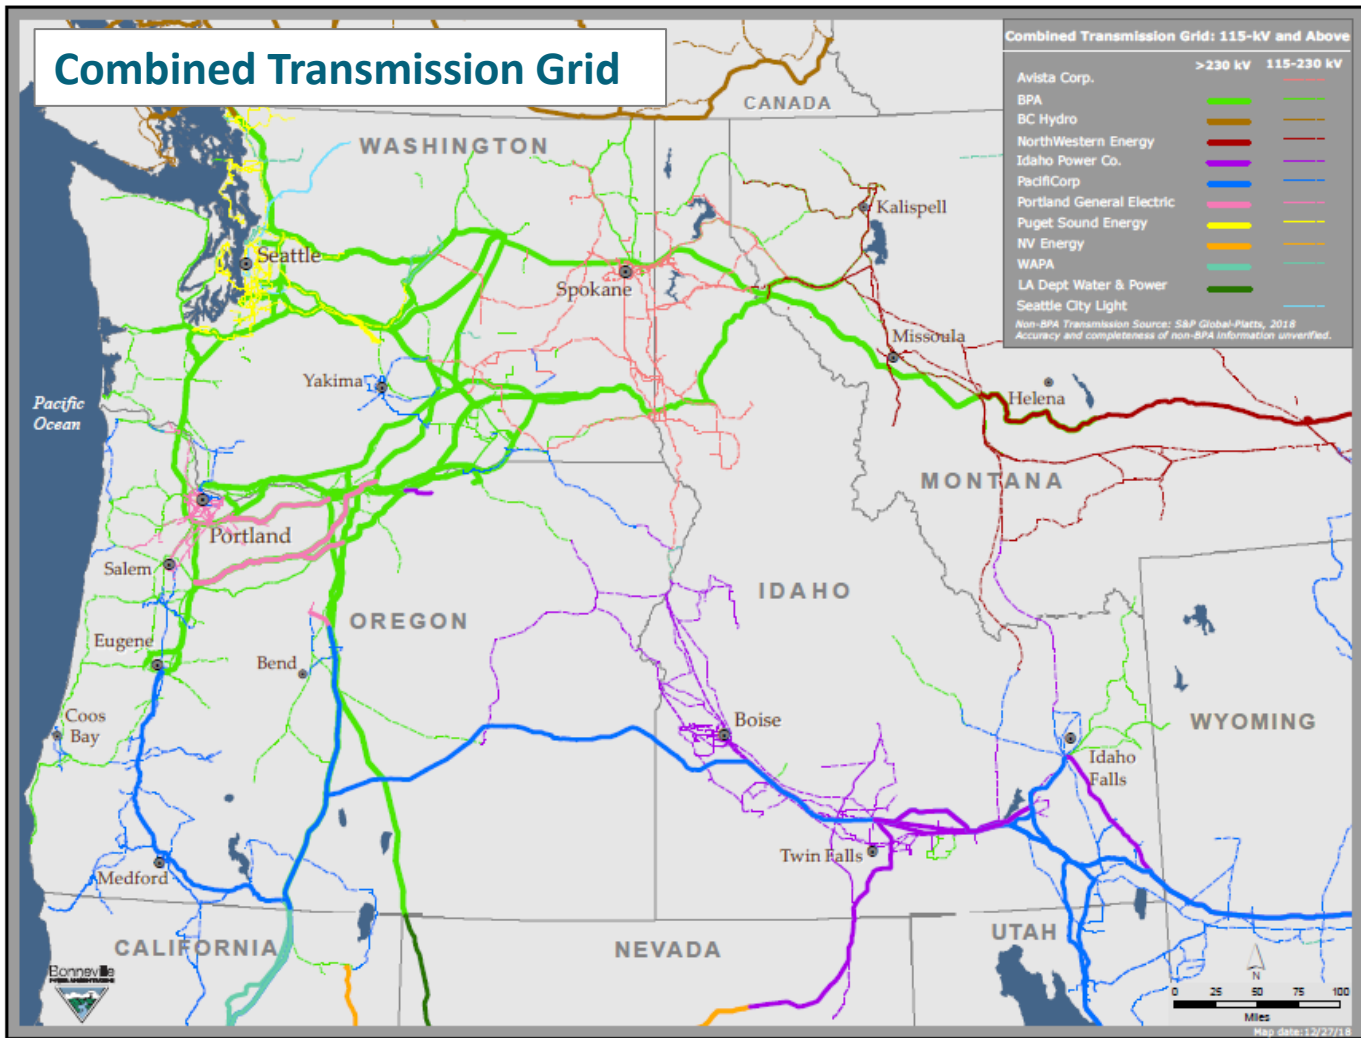 Combined Transmission Grid
Combined Transmission Grid: 115-kV and Above
>230 kV 115-230 kV
Avista Corp.
BPA
BC Hydro
NorthWestern Energy
Idaho Power Co.
PacifiCorp
Portland General Electric
Puget Sound Energy
NV Energy
WAPA
LA Dept Water & Power
Seattle City Light
Non-BPA Transmission Source: S&P Global-Platts, 2018
Accuracy and completeness of non-BPA information unverified.
CANADA
WASHINGTON
Kalispell
Seattle
Spokane
Missoula
Yakima
Helena
Pacific
Ocean
MONTANA
Portland
Salem
IDAHO
OREGON
Eugene
Bend
Coos
Bay
Boise
WYOMING
Idaho
Falls
Twin Falls
Medford
CALIFORNIA
NEVADA
UTAH
Bonneville
POWER ADMINISTRATION
N
0 25 50 75 100
Miles
Map date:12/27/18